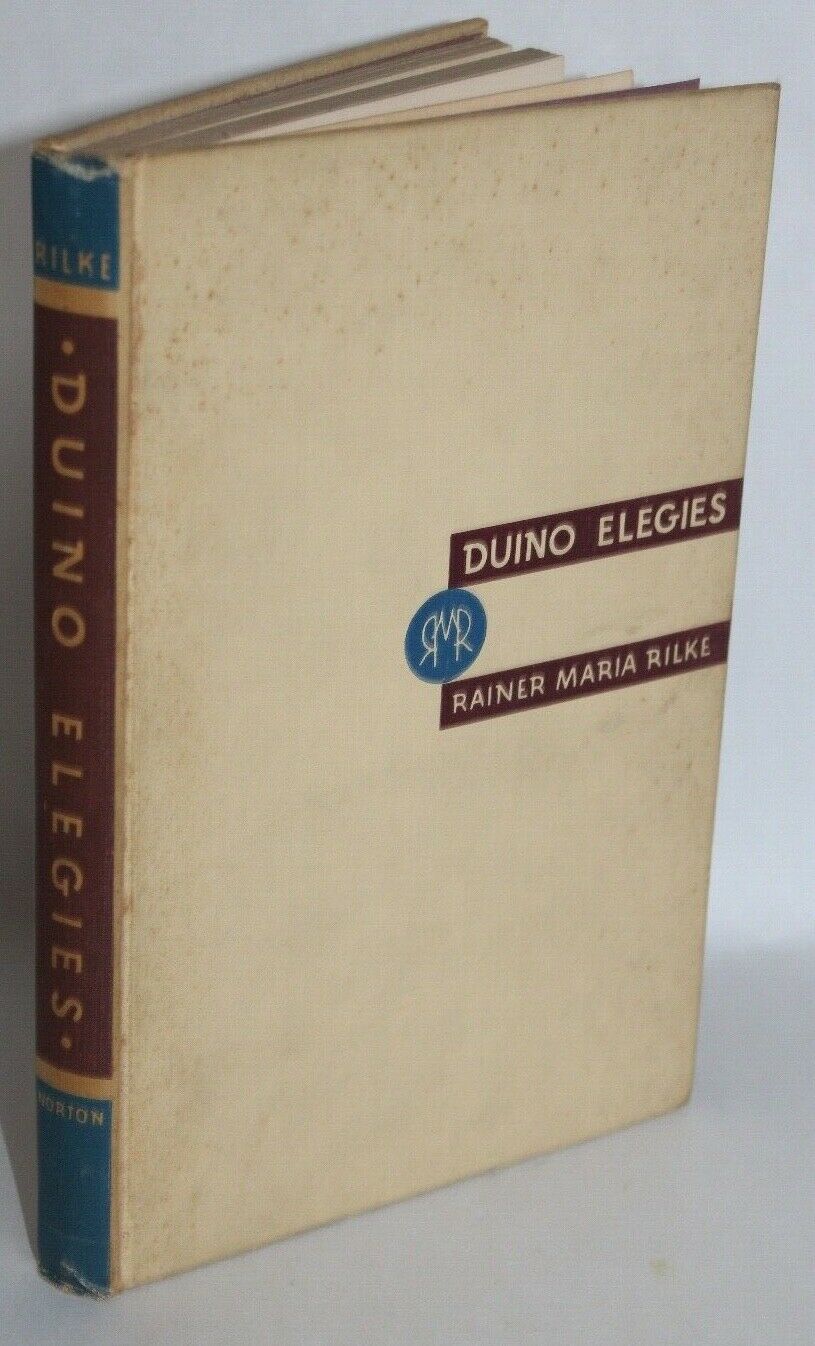 RILKE
• DUINO ELEGIES •
NORTON
DUINO ELEGIES
RMR
RAINER MARIA RILKE